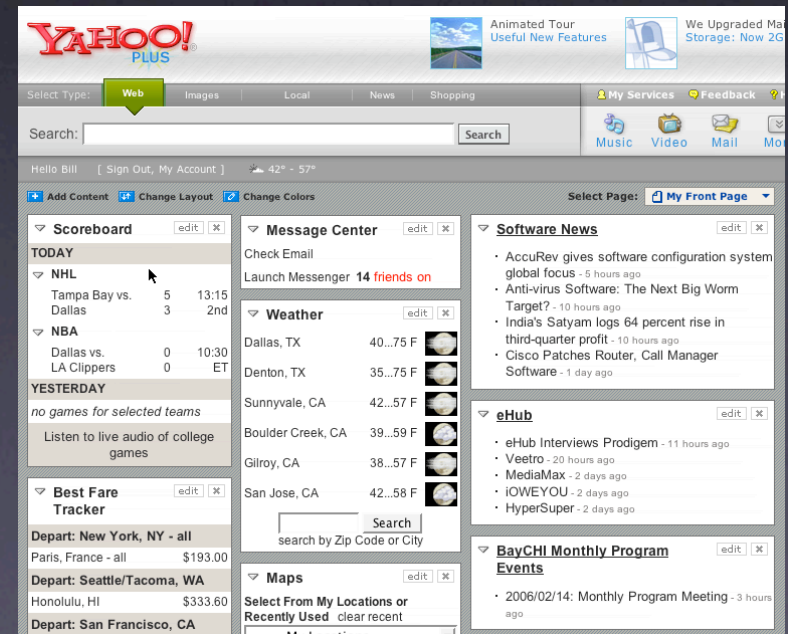 YAHOO!
PLUS
Animated Tour
Useful New Features
We Upgraded Mai
Storage: Now 2G
Select Type:
Web
Images
Local
News
Shopping
My Services
Feedback
Search:
Search
Music
Video
Mail
Mor
Hello Bill [ Sign Out, My Account ] 42° - 57°
Add Content
Change Layout
Change Colors
Select Page:
My Front Page
Scoreboard
edit
TODAY
NHL
Tampa Bay vs. 5 13:15
Dallas 3 2nd
NBA
Dallas vs. 0 10:30
LA Clippers 0 ET
YESTERDAY
no games for selected teams
Listen to live audio of college
games
Best Fare
Tracker
edit
Depart: New York, NY - all
Paris, France - all $193.00
Depart: Seattle/Tacoma, WA
Honolulu, HI $333.60
Depart: San Francisco, CA
Message Center
edit
Check Email
Launch Messenger 14 friends on
Weather
edit
Dallas, TX 40...75 F
Denton, TX 35...75 F
Sunnyvale, CA 42...57 F
Boulder Creek, CA 39...59 F
Gilroy, CA 38...57 F
San Jose, CA 42...58 F
Search
search by Zip Code or City
Maps
edit
Select From My Locations or
Recently Used clear recent
Software News
edit
· AccuRev gives software configuration system
global focus - 5 hours ago
· Anti-virus Software: The Next Big Worm
Target? - 10 hours ago
· India's Satyam logs 64 percent rise in
third-quarter profit - 10 hours ago
· Cisco Patches Router, Call Manager
Software - 1 day ago
eHub
edit
· eHub Interviews Prodigem - 11 hours ago
· Veetro - 20 hours ago
· MediaMax - 2 days ago
· iOWEYOU - 2 days ago
· HyperSuper - 2 days ago
BayCHI Monthly Program
Events
edit
· 2006/02/14: Monthly Program Meeting - 3 hours
ago